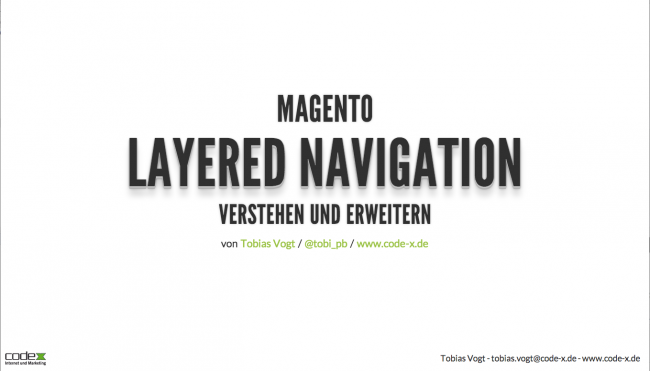 MAGENTO
LAYERED NAVIGATION
VERSTEHEN UND ERWEITERN
von Tobias Vogt / @tobi_pb / www.code-x.de
code x
Internet und Marketing
Tobias Vogt - tobias.vogt@code-x.de - www.code-x.de